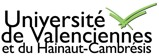 Université
de Valenciennes
et du Hainaut-Cambrésis